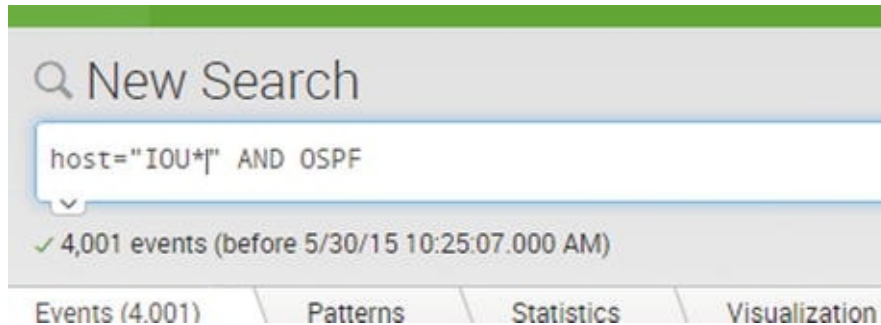 New Search
host="IOU*" AND OSPF
4,001 events (before 5/30/15 10:25:07.000 AM)
Events (4,001) Patterns Statistics Visualization